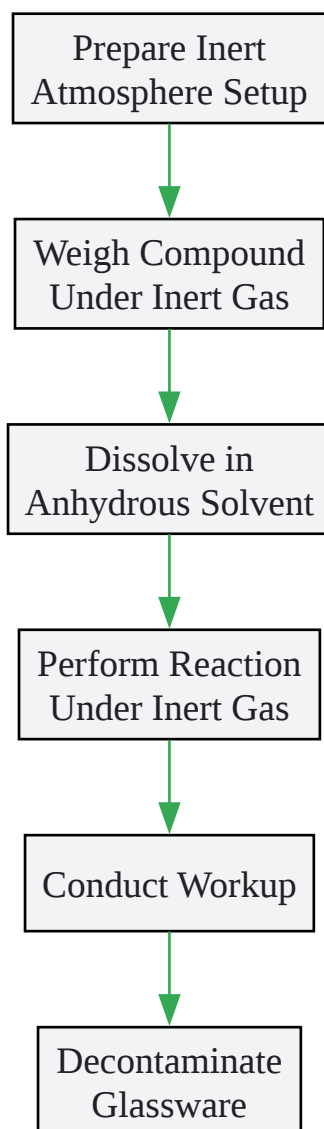 Prepare Inert
Atmosphere Setup
Weigh Compound
Under Inert Gas
Dissolve in
Anhydrous Solvent
Perform Reaction
Under Inert Gas
Conduct Workup
Decontaminate
Glassware